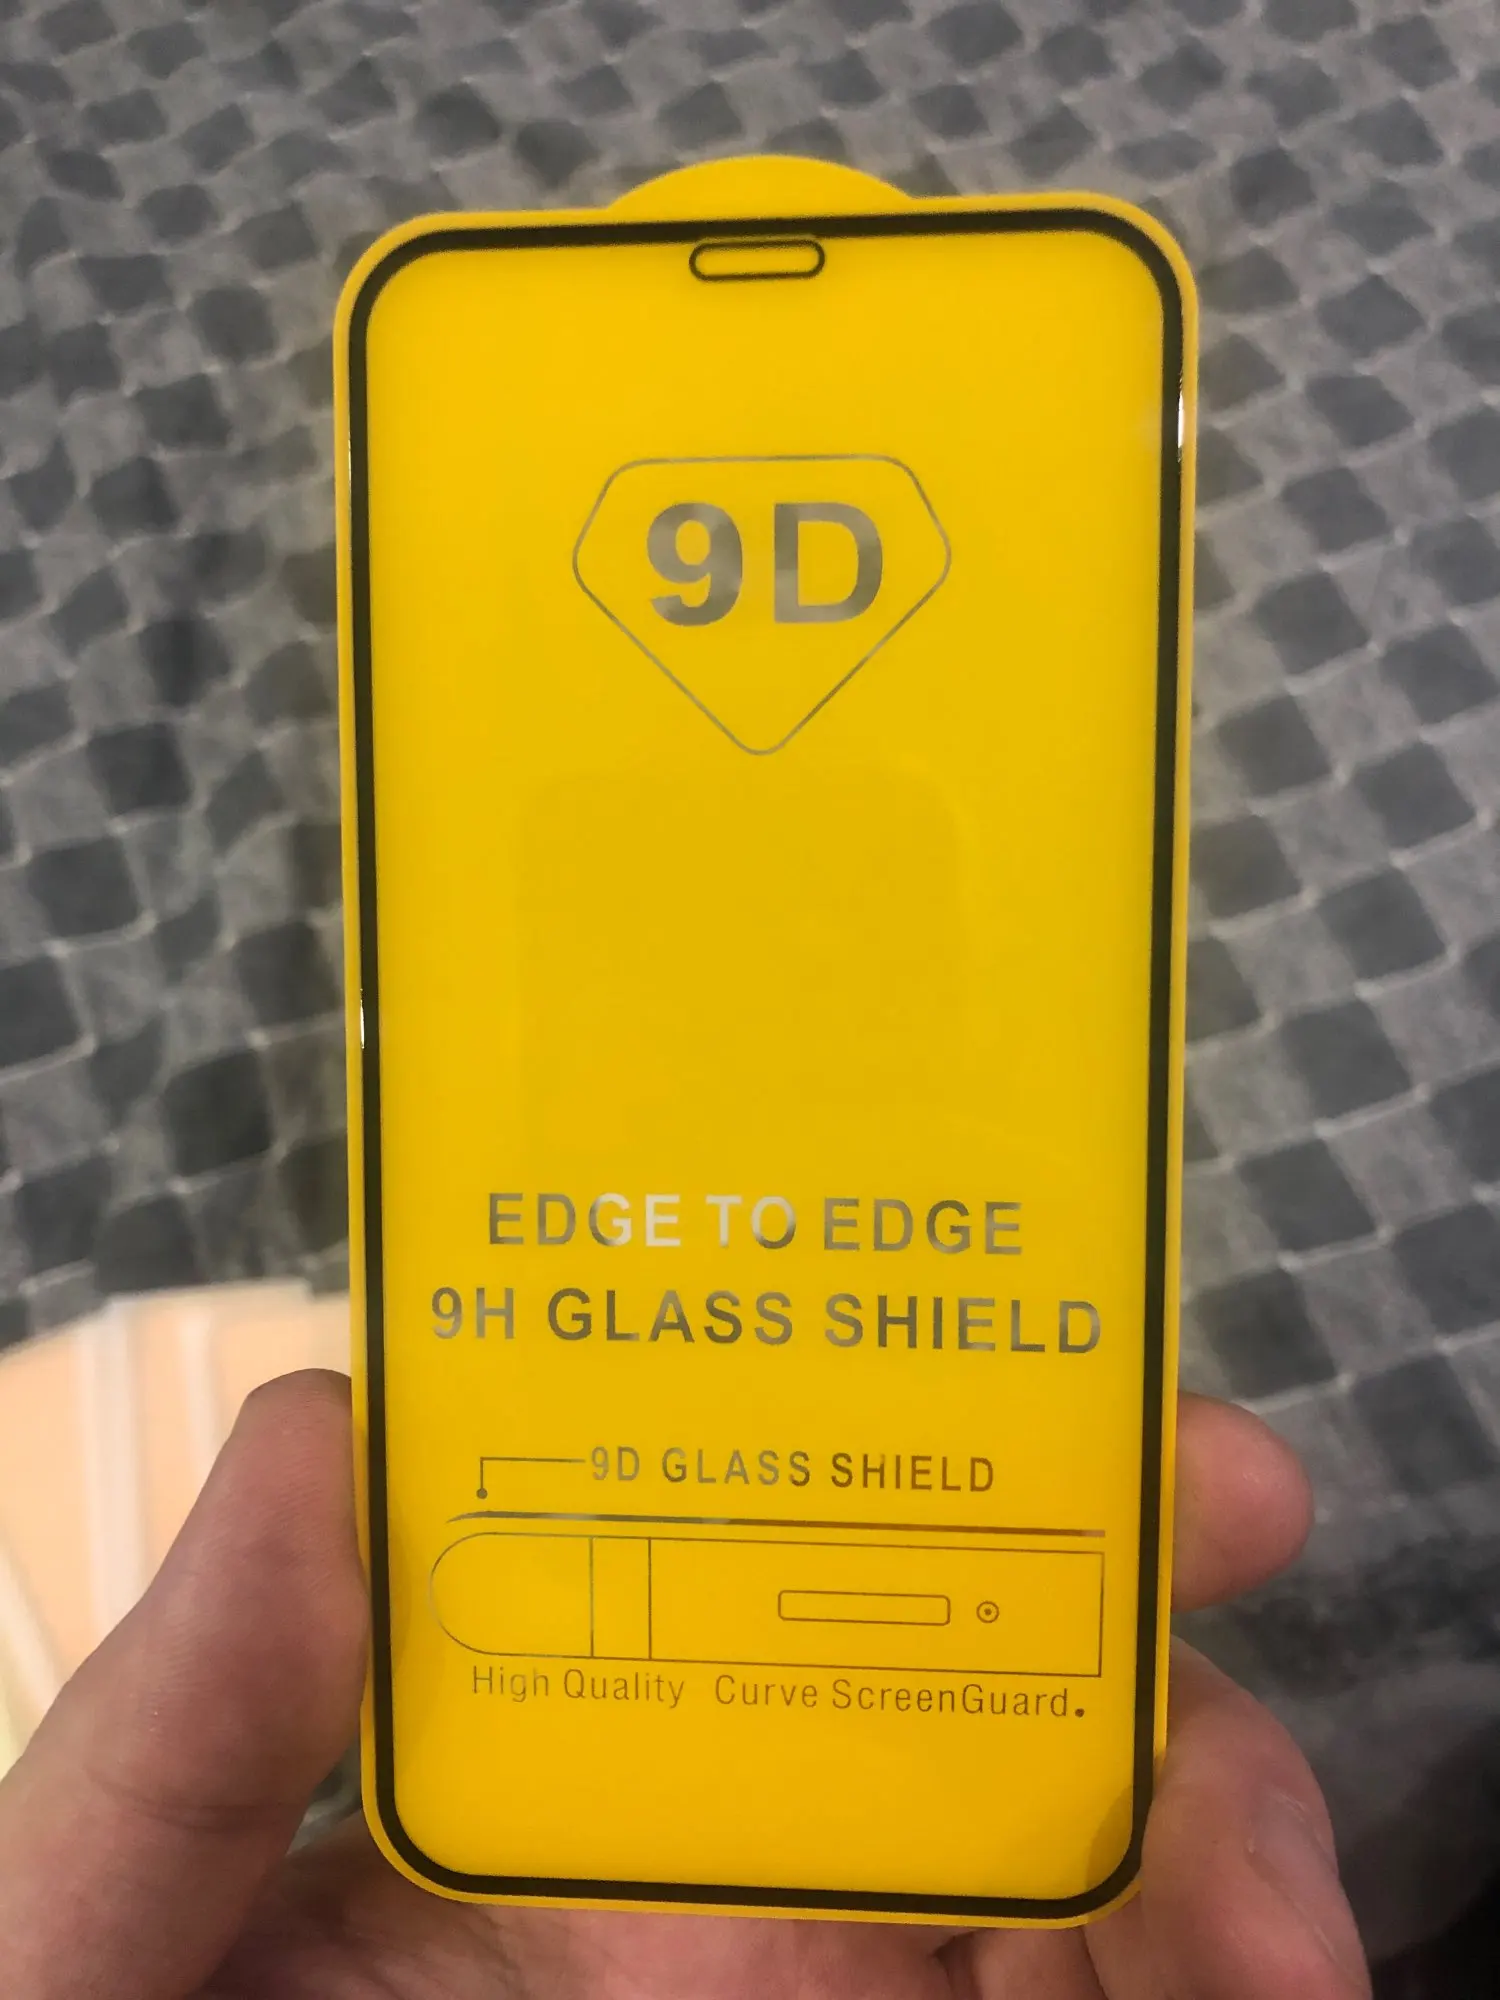 9D
EDGE TO EDGE
9H GLASS SHIELD
9D GLASS SHIELD
High Quality Curve ScreenGuard.